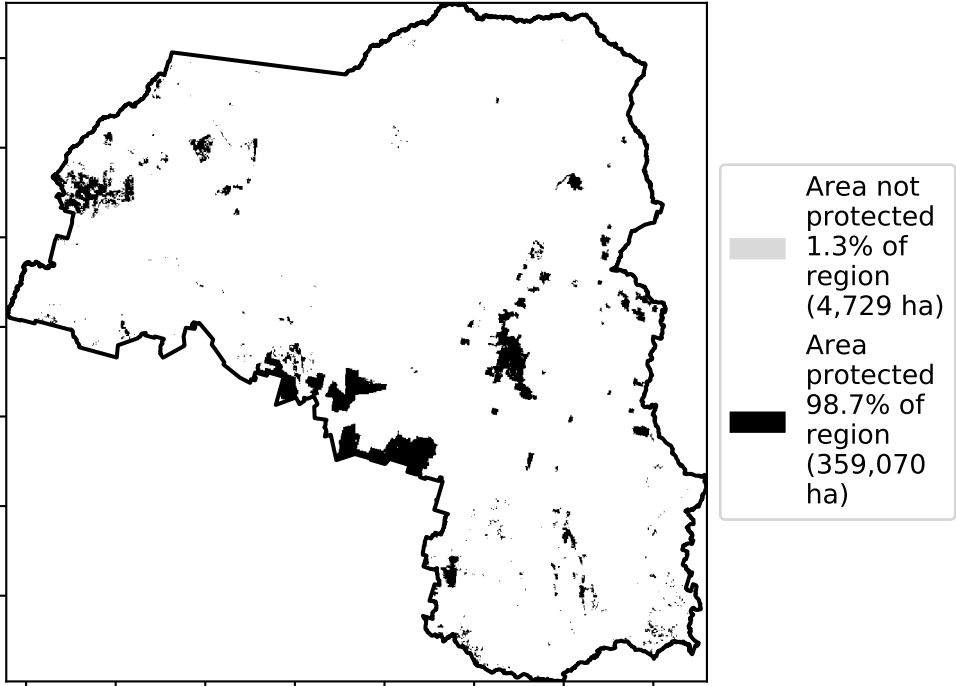 Area not
protected
1.3% of
region
(4,729 ha)
Area
protected
98.7% of
region
(359,070
ha)